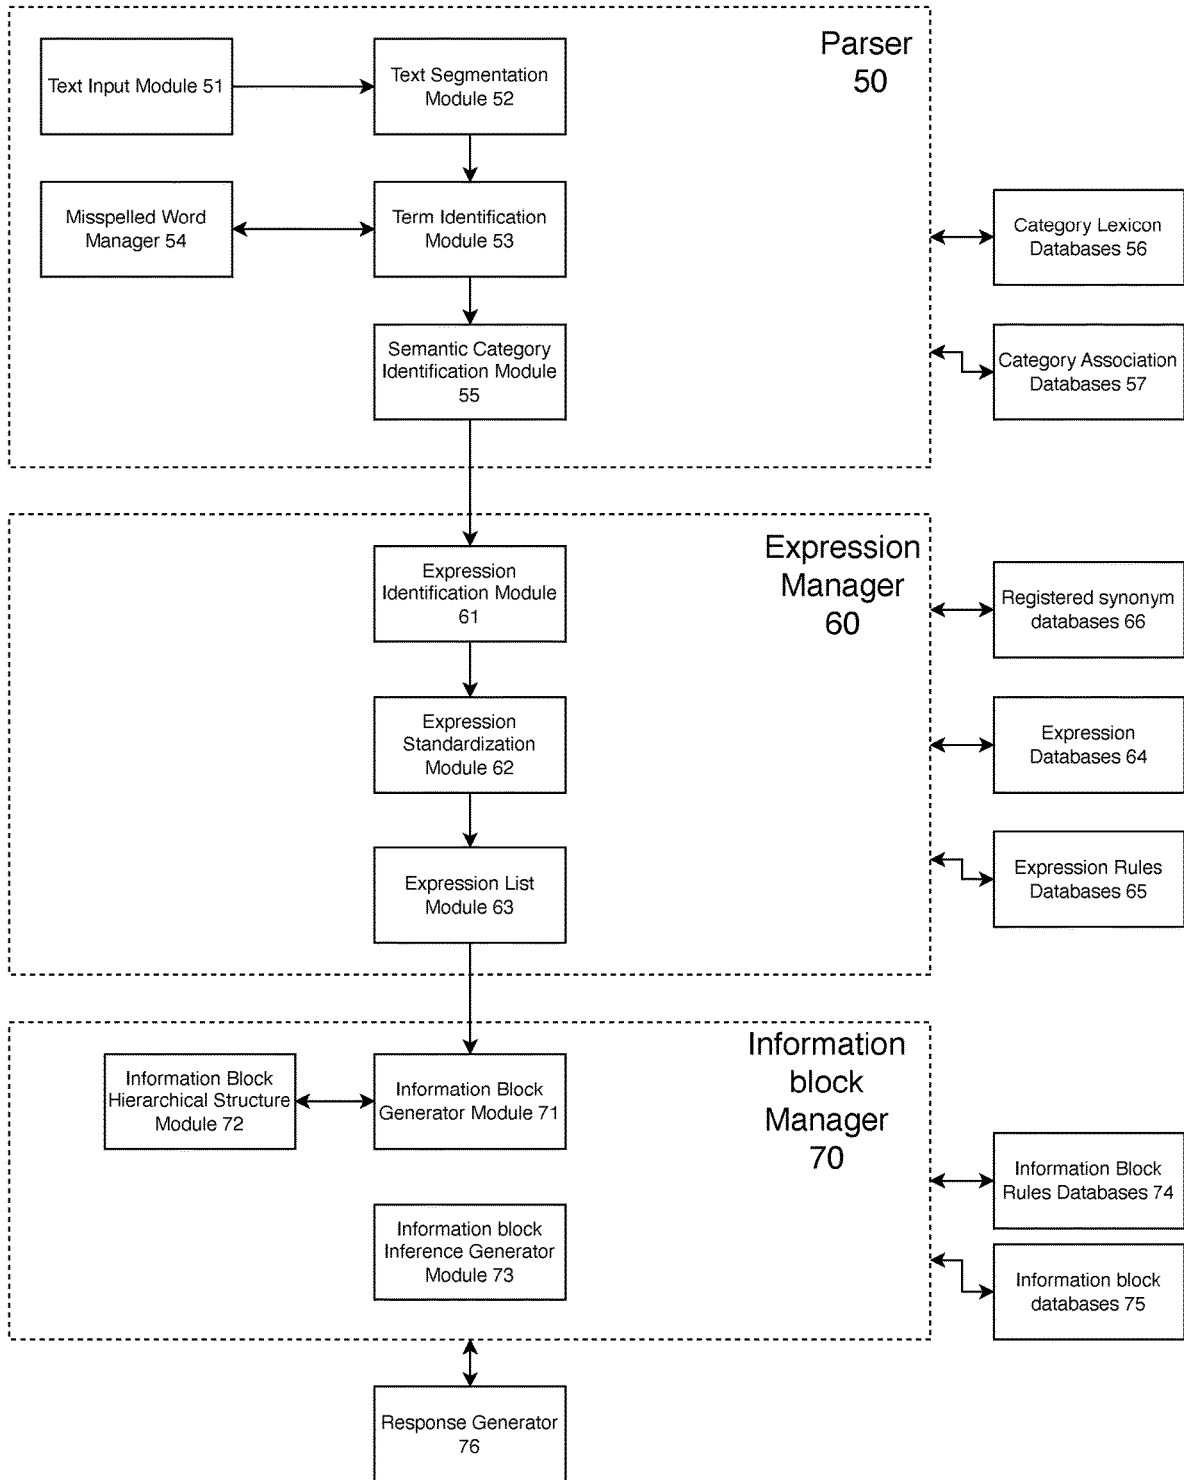 Parser
50
Text Input Module 51
Text Segmentation
Module 52
Misspelled Word
Manager 54
Term Identification
Module 53
Category Lexicon
Databases 56
Semantic Category
Identification Module
55
Category Association
Databases 57
Expression
Manager
60
Expression
Identification Module
61
Registered synonym
databases 66
Expression
Standardization
Module 62
Expression
Databases 64
Expression List
Module 63
Expression Rules
Databases 65
Information
block
Manager
70
Information Block
Hierarchical Structure
Module 72
Information Block
Generator Module 71
Information Block
Rules Databases 74
Information block
Inference Generator
Module 73
Information block
databases 75
Response Generator
76